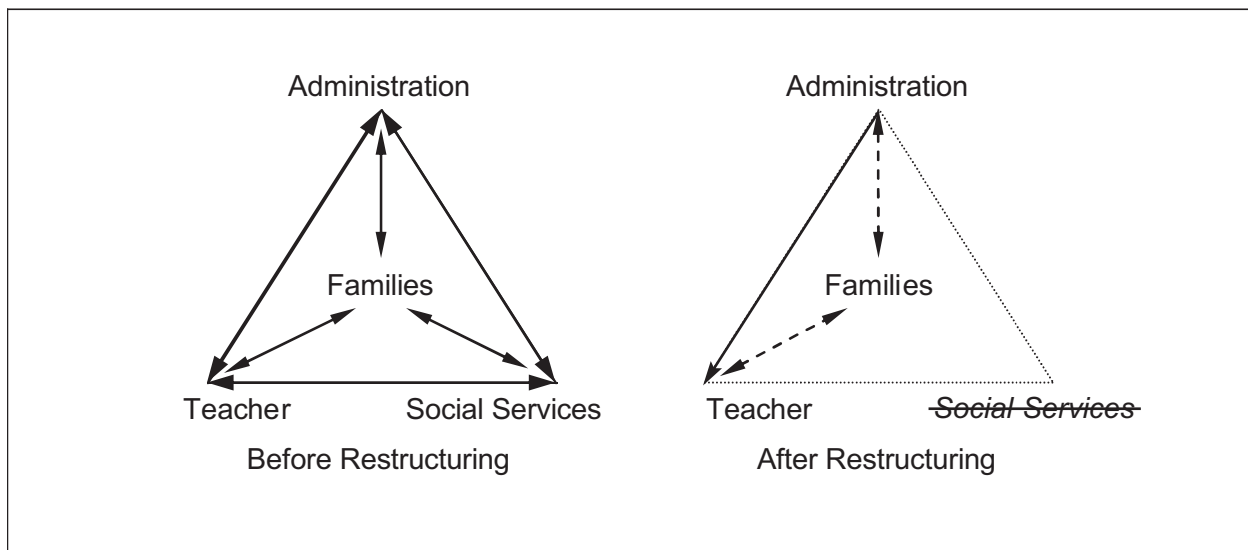 Administration
Families
Teacher
Social Services
Before Restructuring
Administration
Families
Teacher
Social Services
After Restructuring